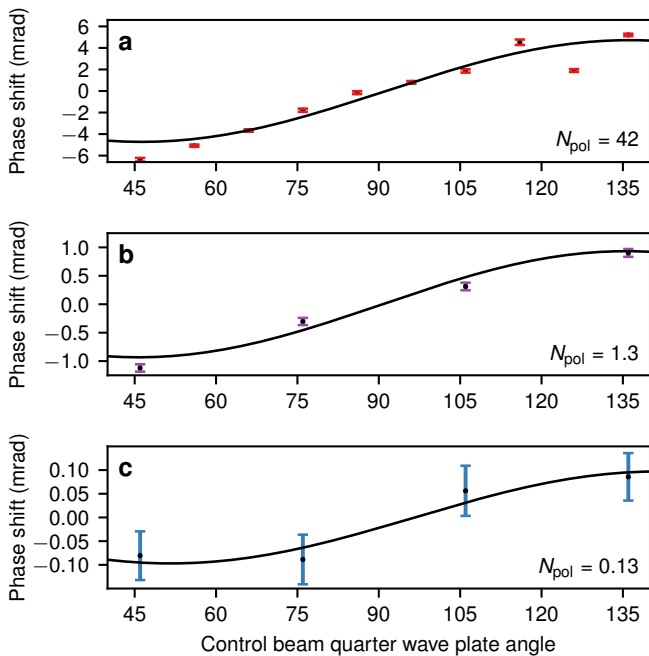 a
Phase shift (mrad)
6
4
2
0
−2
−4
−6
N_pol = 42
45 60 75 90 105 120 135
b
Phase shift (mrad)
1.0
0.5
0.0
−0.5
−1.0
N_pol = 1.3
45 60 75 90 105 120 135
c
Phase shift (mrad)
0.10
0.05
0.00
−0.05
−0.10
N_pol = 0.13
45 60 75 90 105 120 135
Control beam quarter wave plate angle